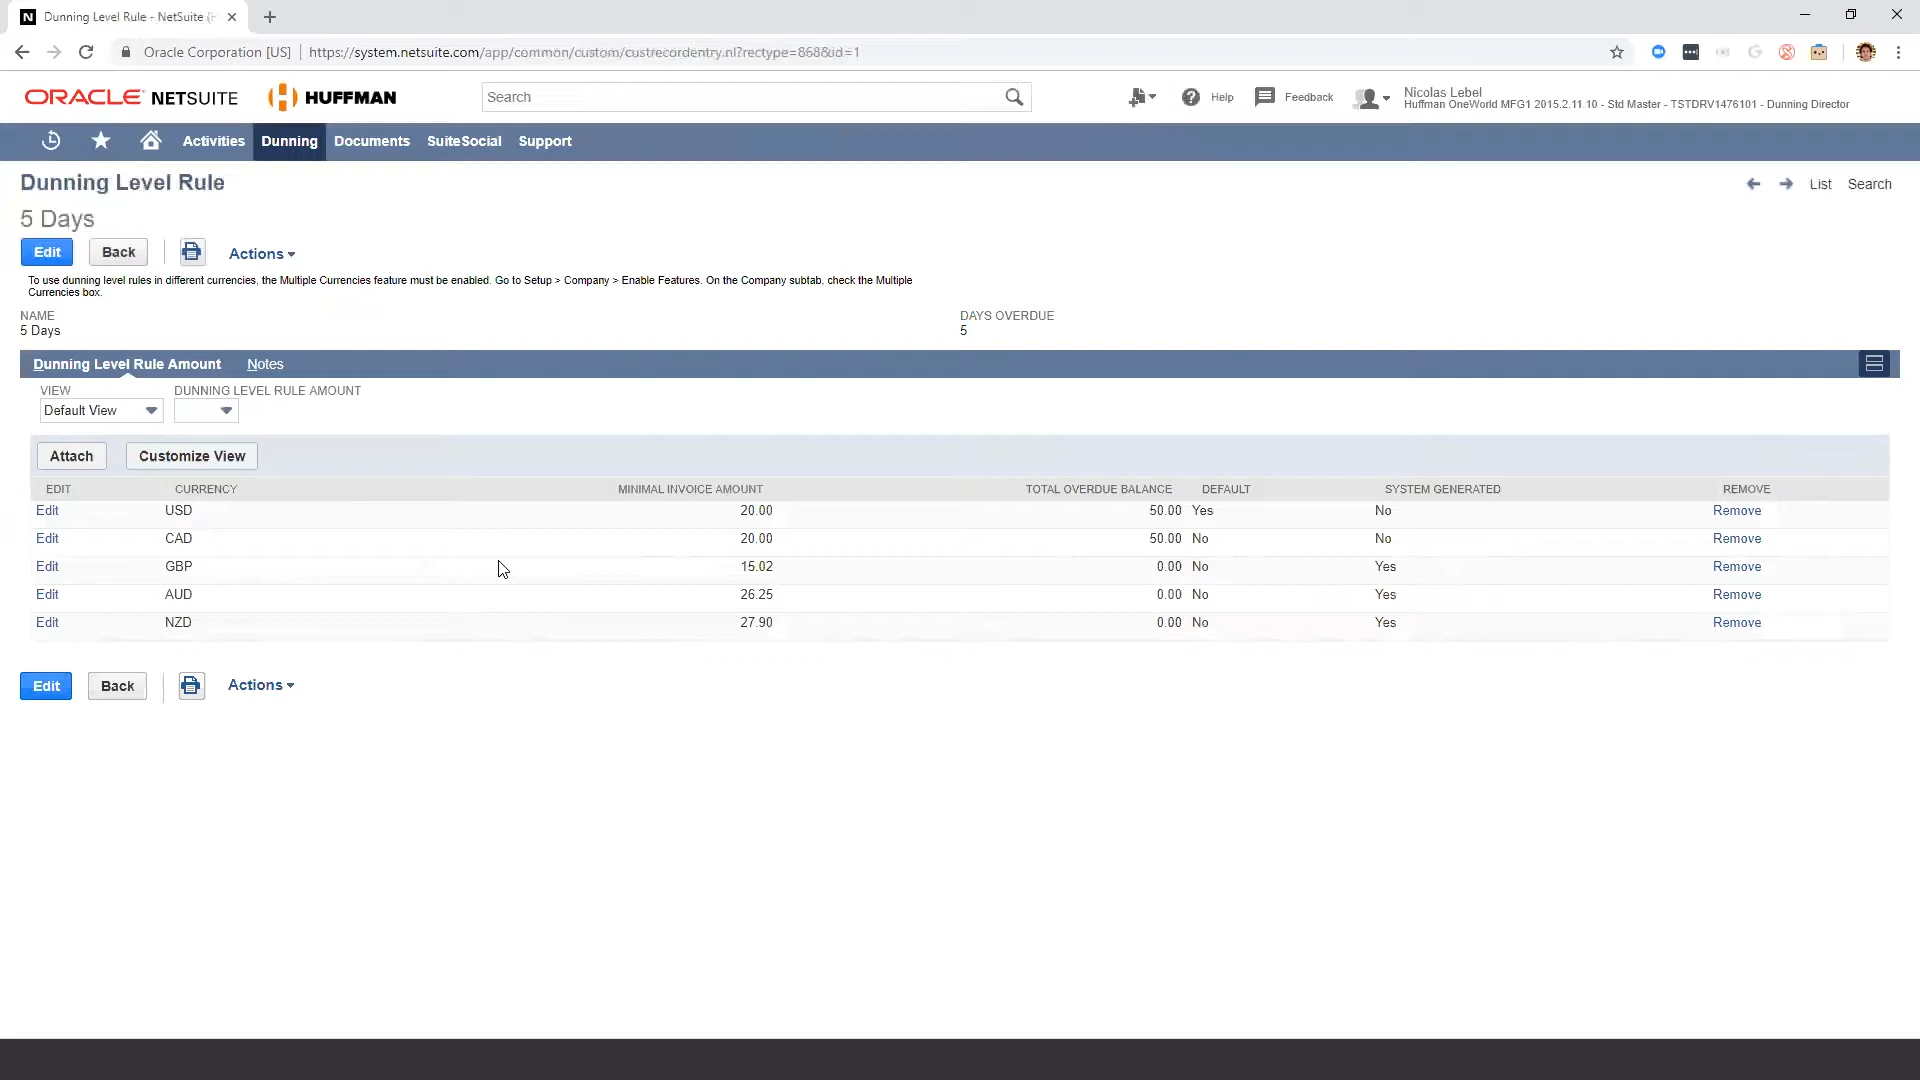 Dunning Level Rule - NetSuite
Oracle Corporation [US] https://system.netsuite.com/app/common/custom/custrecordentry.nl?rectype=868&id=1
ORACLE NETSUITE HUFFMAN Search Help Feedback Nicolas Lebel
Huffman OneWorld MFG1 2015.2.11.10 - Std Master - TSTDRV1476101 - Dunning Director
Activities Dunning Documents SuiteSocial Support
Dunning Level Rule List Search
5 Days
Edit Back Actions
To use dunning level rules in different currencies, the Multiple Currencies feature must be enabled. Go to Setup > Company > Enable Features. On the Company subtab, check the Multiple
Currencies box.
NAME DAYS OVERDUE
5 Days 5
Dunning Level Rule Amount Notes
VIEW DUNNING LEVEL RULE AMOUNT
Default View
Attach Customize View
EDIT CURRENCY MINIMAL INVOICE AMOUNT TOTAL OVERDUE BALANCE DEFAULT SYSTEM GENERATED REMOVE
Edit USD 20.00 50.00 Yes No Remove
Edit CAD 20.00 50.00 No No Remove
Edit GBP 15.02 0.00 No Yes Remove
Edit AUD 26.25 0.00 No Yes Remove
Edit NZD 27.90 0.00 No Yes Remove
Edit Back Actions